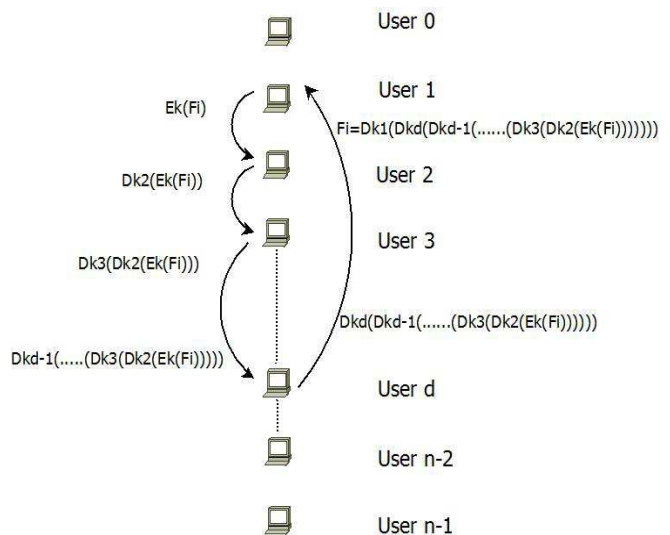 User 0
User 1
Ek(Fi)
Fi=Dk1(Dkd(Dkd-1(......(Dk3(Dk2(Ek(Fi)))))))
User 2
Dk2(Ek(Fi))
User 3
Dk3(Dk2(Ek(Fi)))
Dkd(Dkd-1(......(Dk3(Dk2(Ek(Fi))))))
Dkd-1(.....(Dk3(Dk2(Ek(Fi)))))
User d
User n-2
User n-1